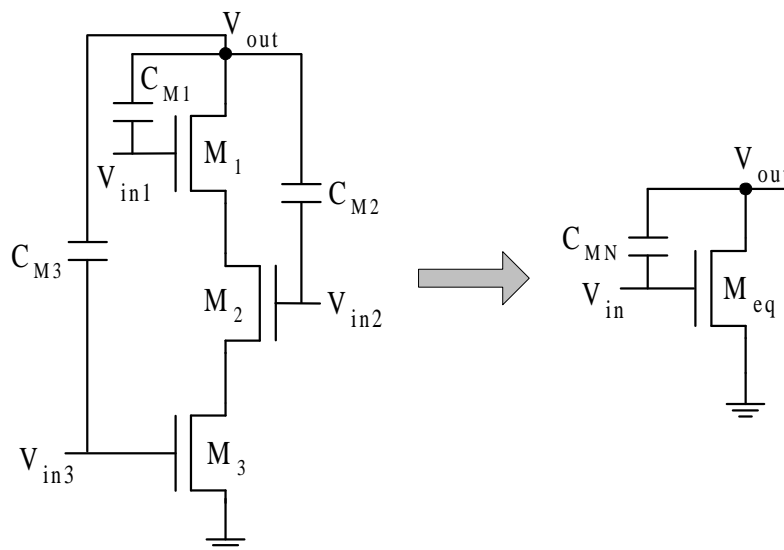 V out
C M1
M 1
V in1
C M2
C M3
M 2
V in2
V in3
M 3
V out
C MN
V in
M eq